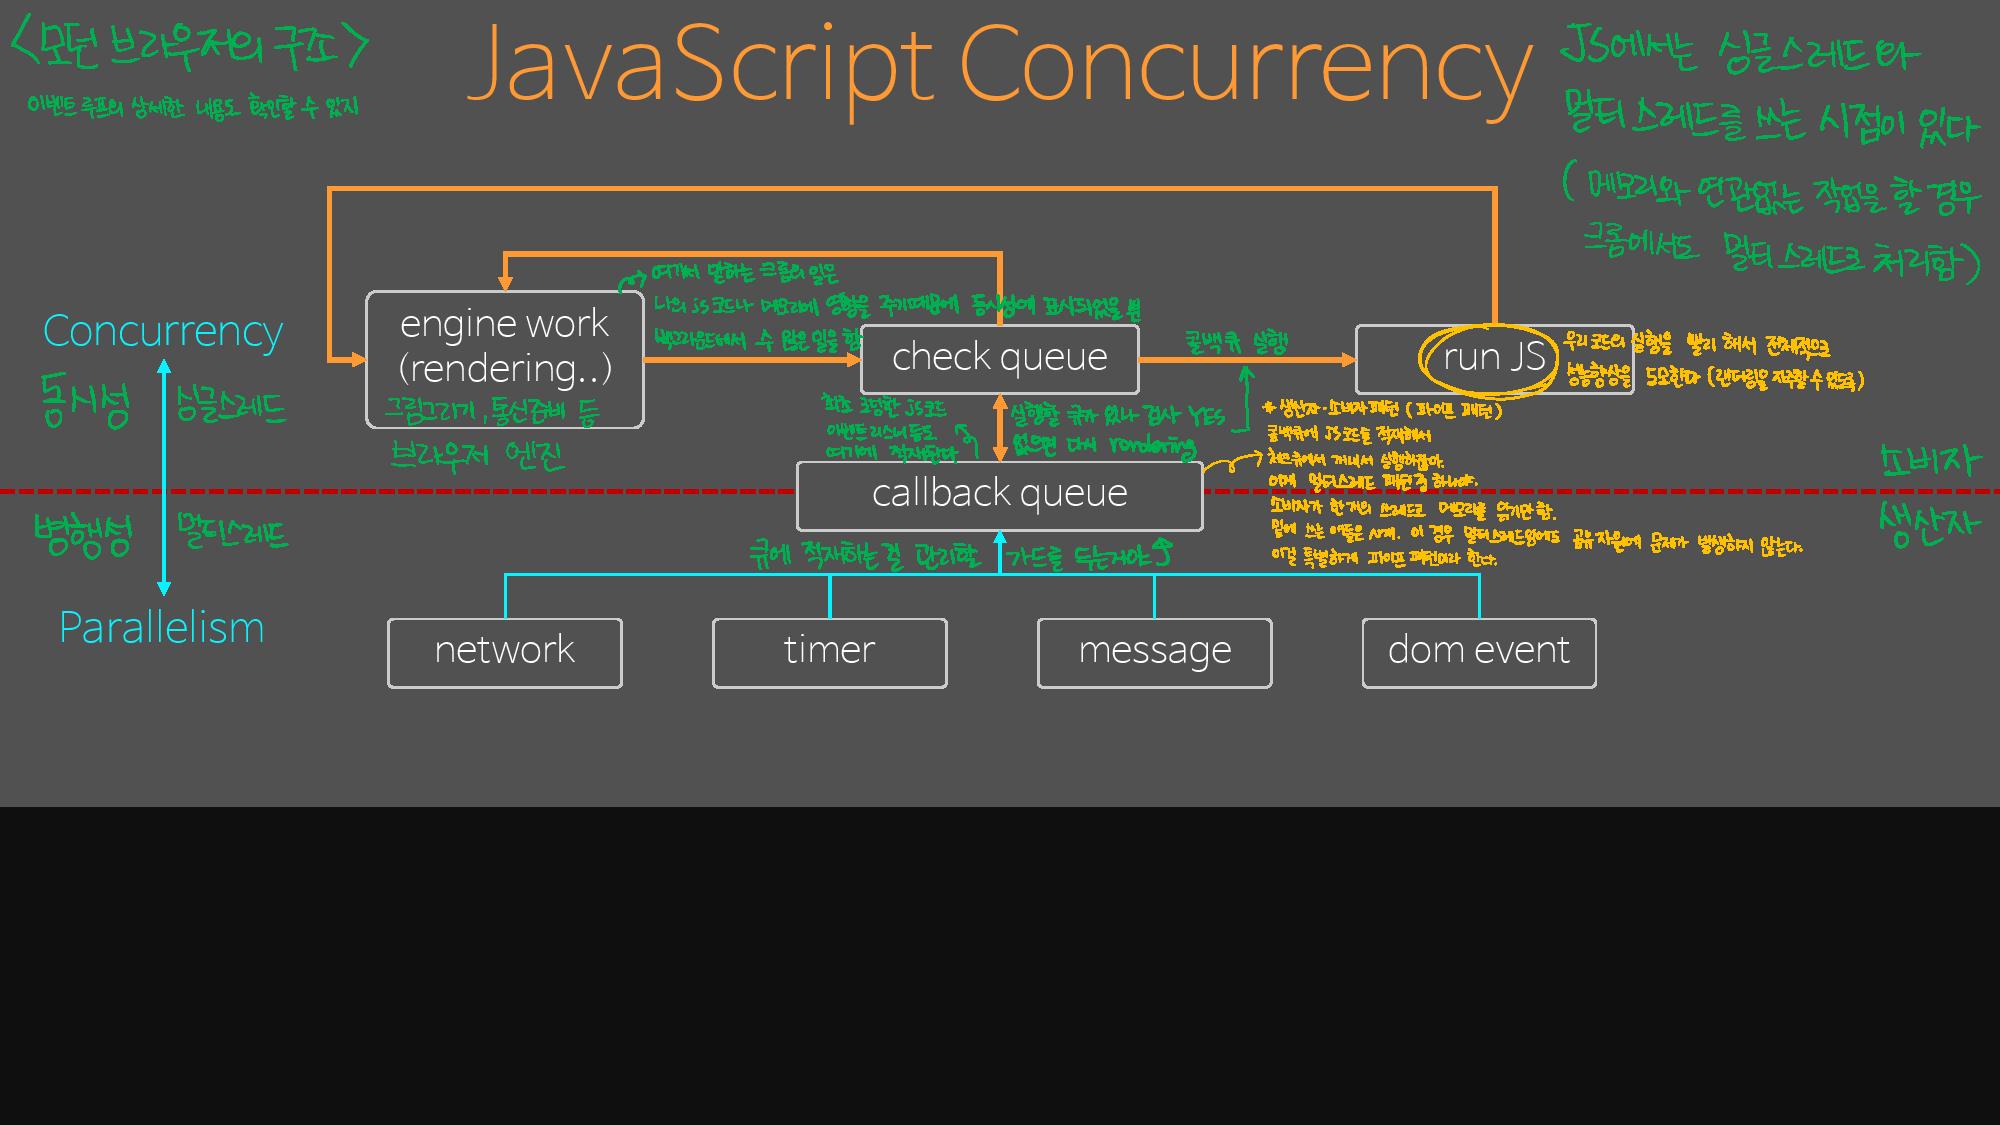 <모던 브라우저의 구조>
이벤트 루프의 상세한 내용도 확인할 수 있지
JavaScript Concurrency
JS에서는 싱글스레드와
멀티 스레드를 쓰는 시점이 있다
(메모리와 연관없는 작업을 할 경우
크롬에서도 멀티스레드로 처리함)
Concurrency
동시성 싱글스레드
병행성 멀티스레드
Parallelism
engine work
(rendering..)
그림그리기, 통신준비 등
브라우저 엔진
여기서 말하는 크롬의 일은
나의 js코드나 메모리에 영향을 주기때문에 동시성에 표시되었을 뿐
백그라운드에서 수 많은 일을 함
check queue
콜백큐 실행
run JS
우리 코드의 실행을 빨리 해서 전체적으로
성능향상을 도모한다 (랜더링을 자주할 수 있도록)
최초 로딩한 JS코드
이벤트리스너 등도
여기에 적재된다
실행할 큐가 있나 검사 YES
없으면 다시 rendering
* 생산자·소비자 패턴 (파이프 패턴)
콜백큐에 JS코드를 적재해서
체크큐에서 꺼내서 실행하잖아.
이게 멀티스레드 패턴 중 하나야.
소비자가 한개의 쓰레드로 메모리를 읽기만 함.
밑에 쓰는 애들은 N개. 이 경우 멀티스레드임에도 공유 자원에 문제가 발생하지 않는다.
이걸 특별하게 파이프 패턴이라 한다.
소비자
생산자
callback queue
큐에 적재하는 걸 관리할 가드를 두는거야
network
timer
message
dom event